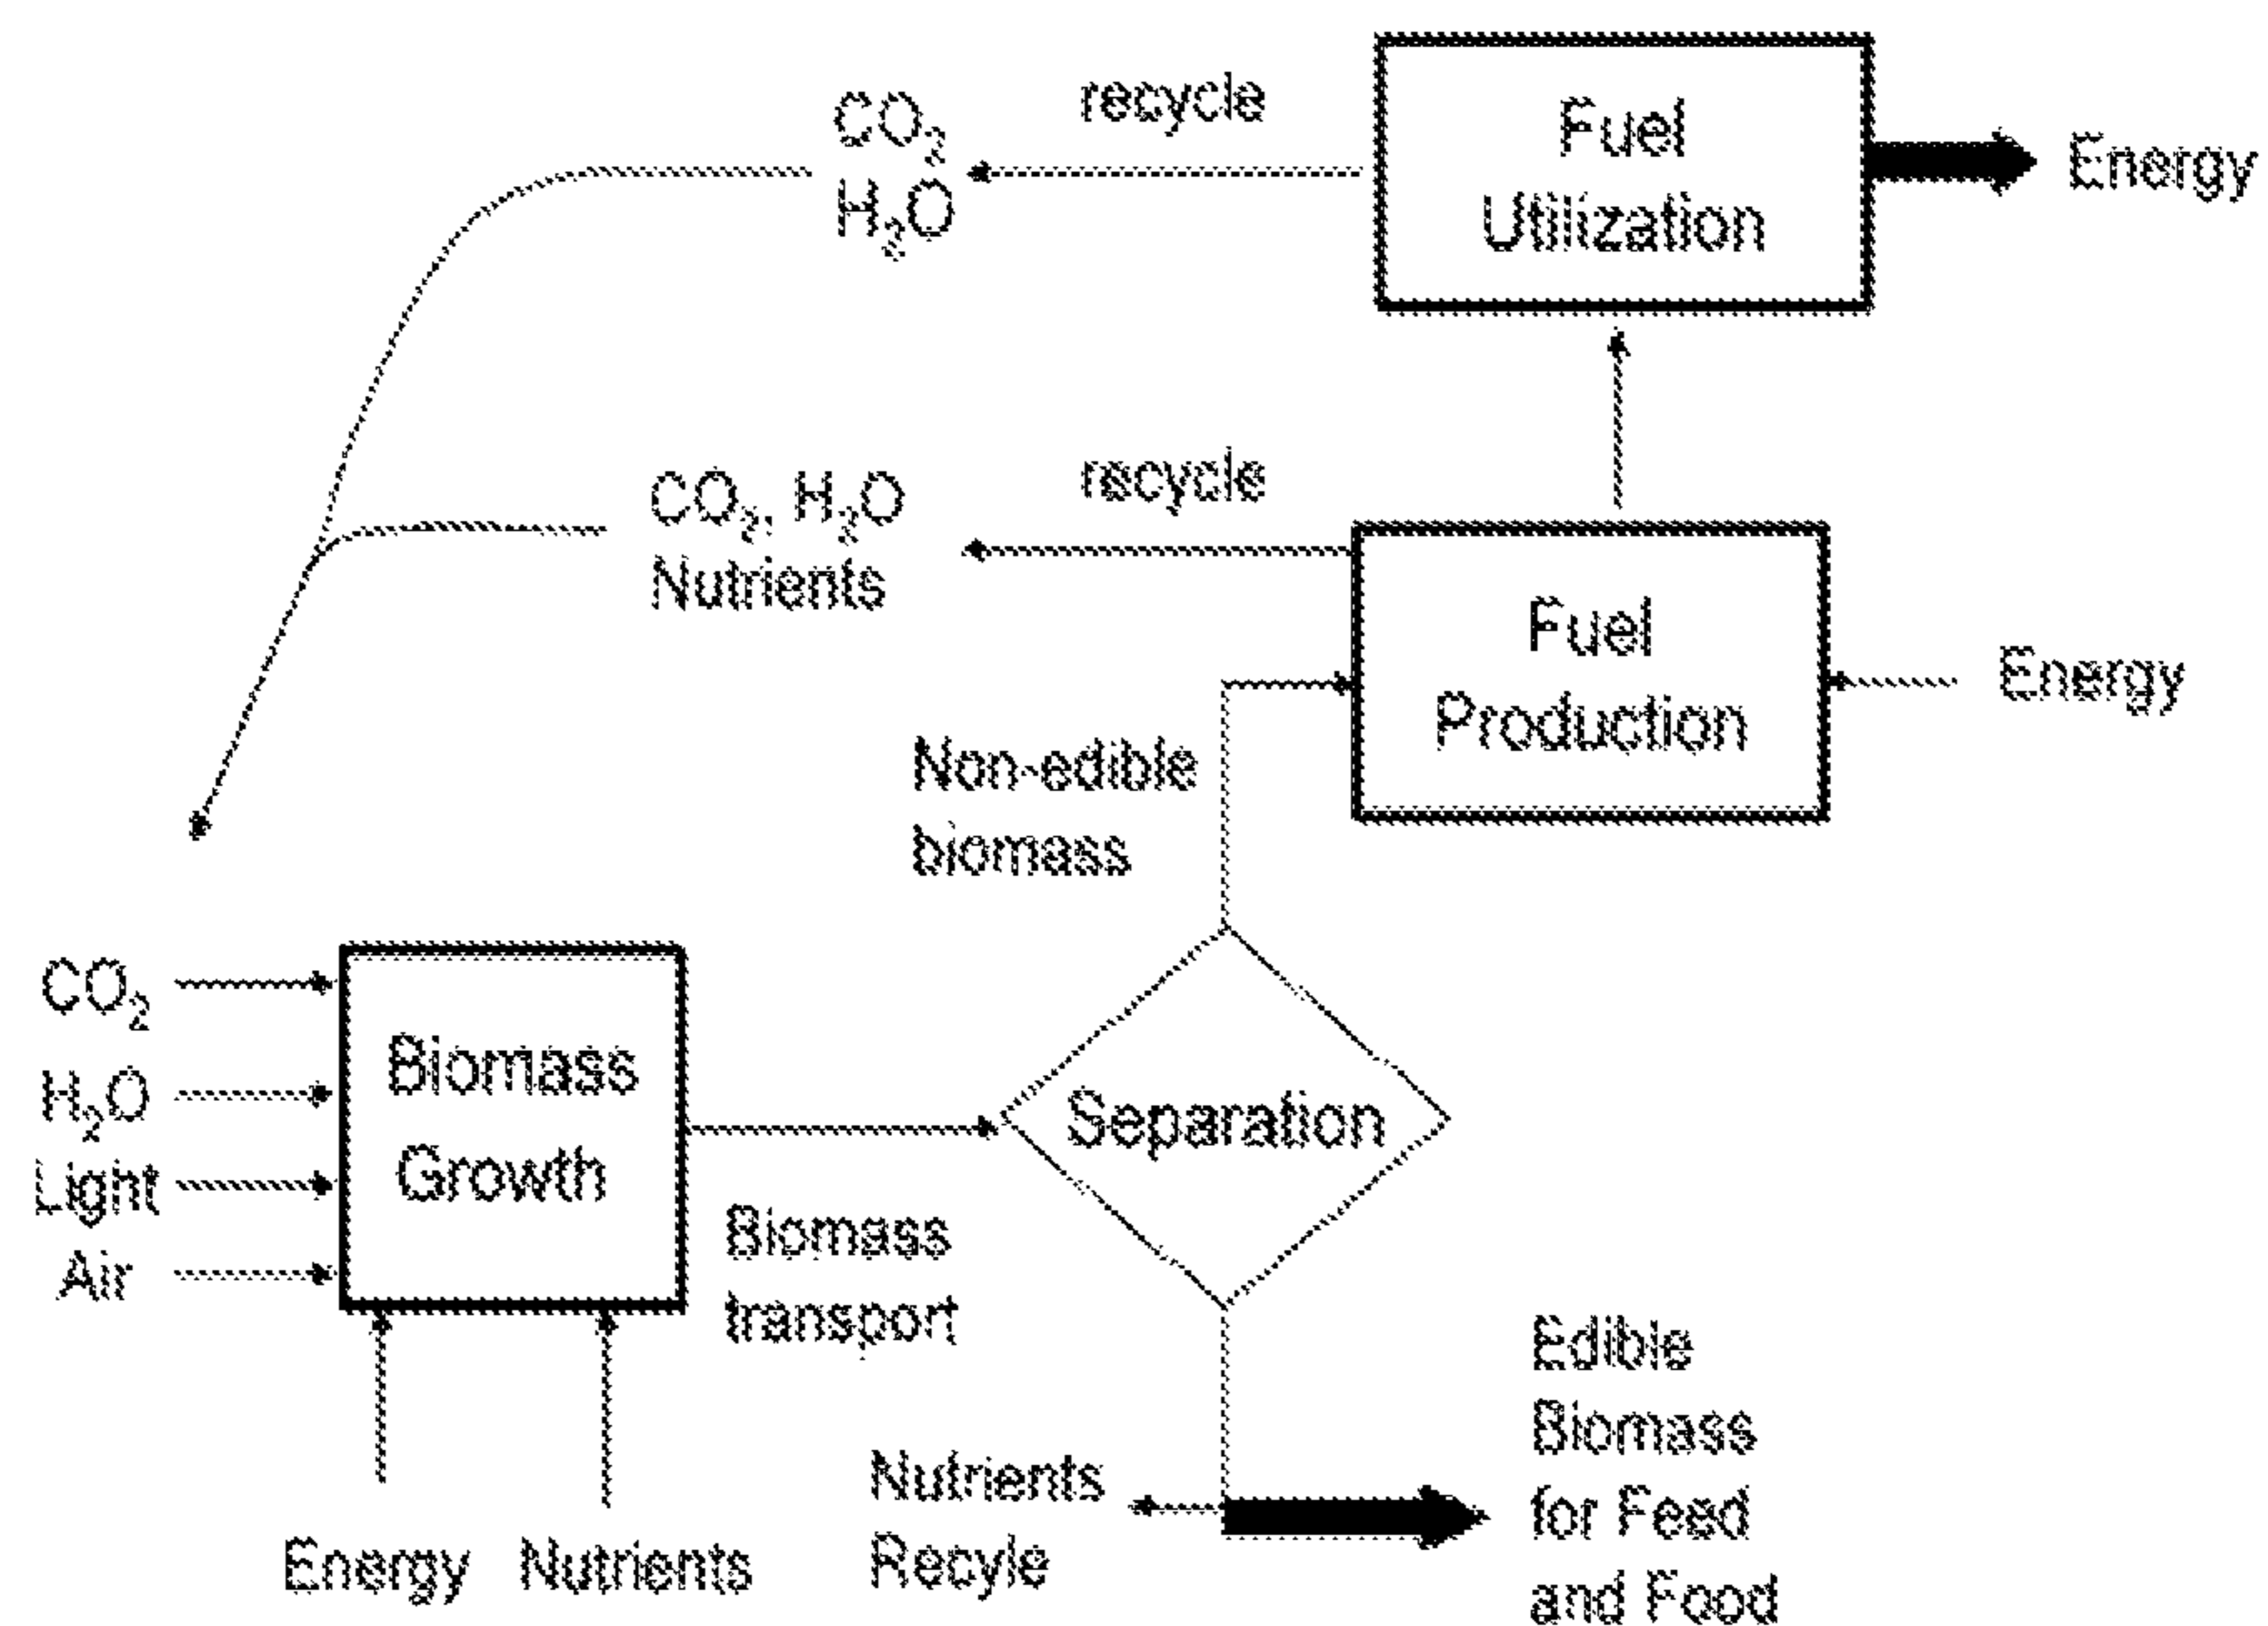 recycle
CO₂
H₂O
Fuel
Utilization
Energy
recycle
CO₂, H₂O
Nutrients
Fuel
Production
Energy
Non-edible
biomass
CO₂
H₂O
Light
Air
Biomass
Growth
Separation
Biomass
transport
Energy
Nutrients
Nutrients
Recyle
Edible
Biomass
for Feed
and Food